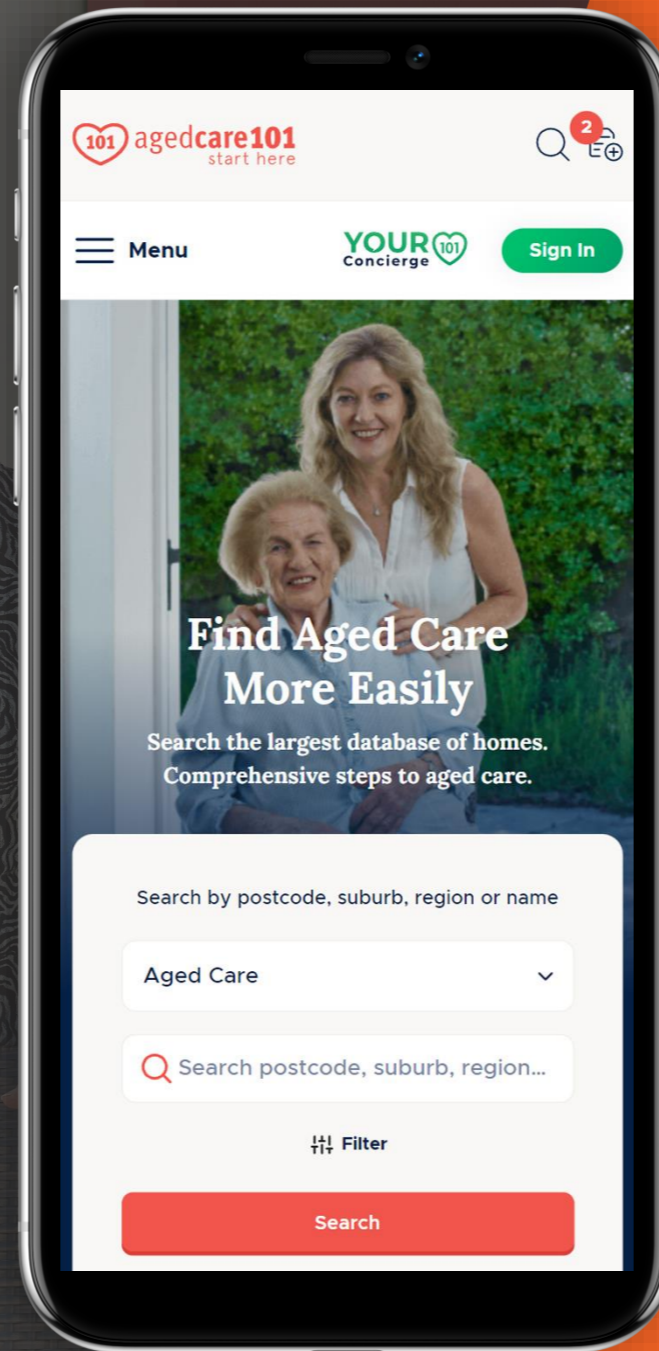 101 agedcare101
start here
2
Menu
YOUR 101
Concierge
Sign In
Find Aged Care
More Easily
Search the largest database of homes.
Comprehensive steps to aged care.
Search by postcode, suburb, region or name
Aged Care
Search postcode, suburb, region...
Filter
Search